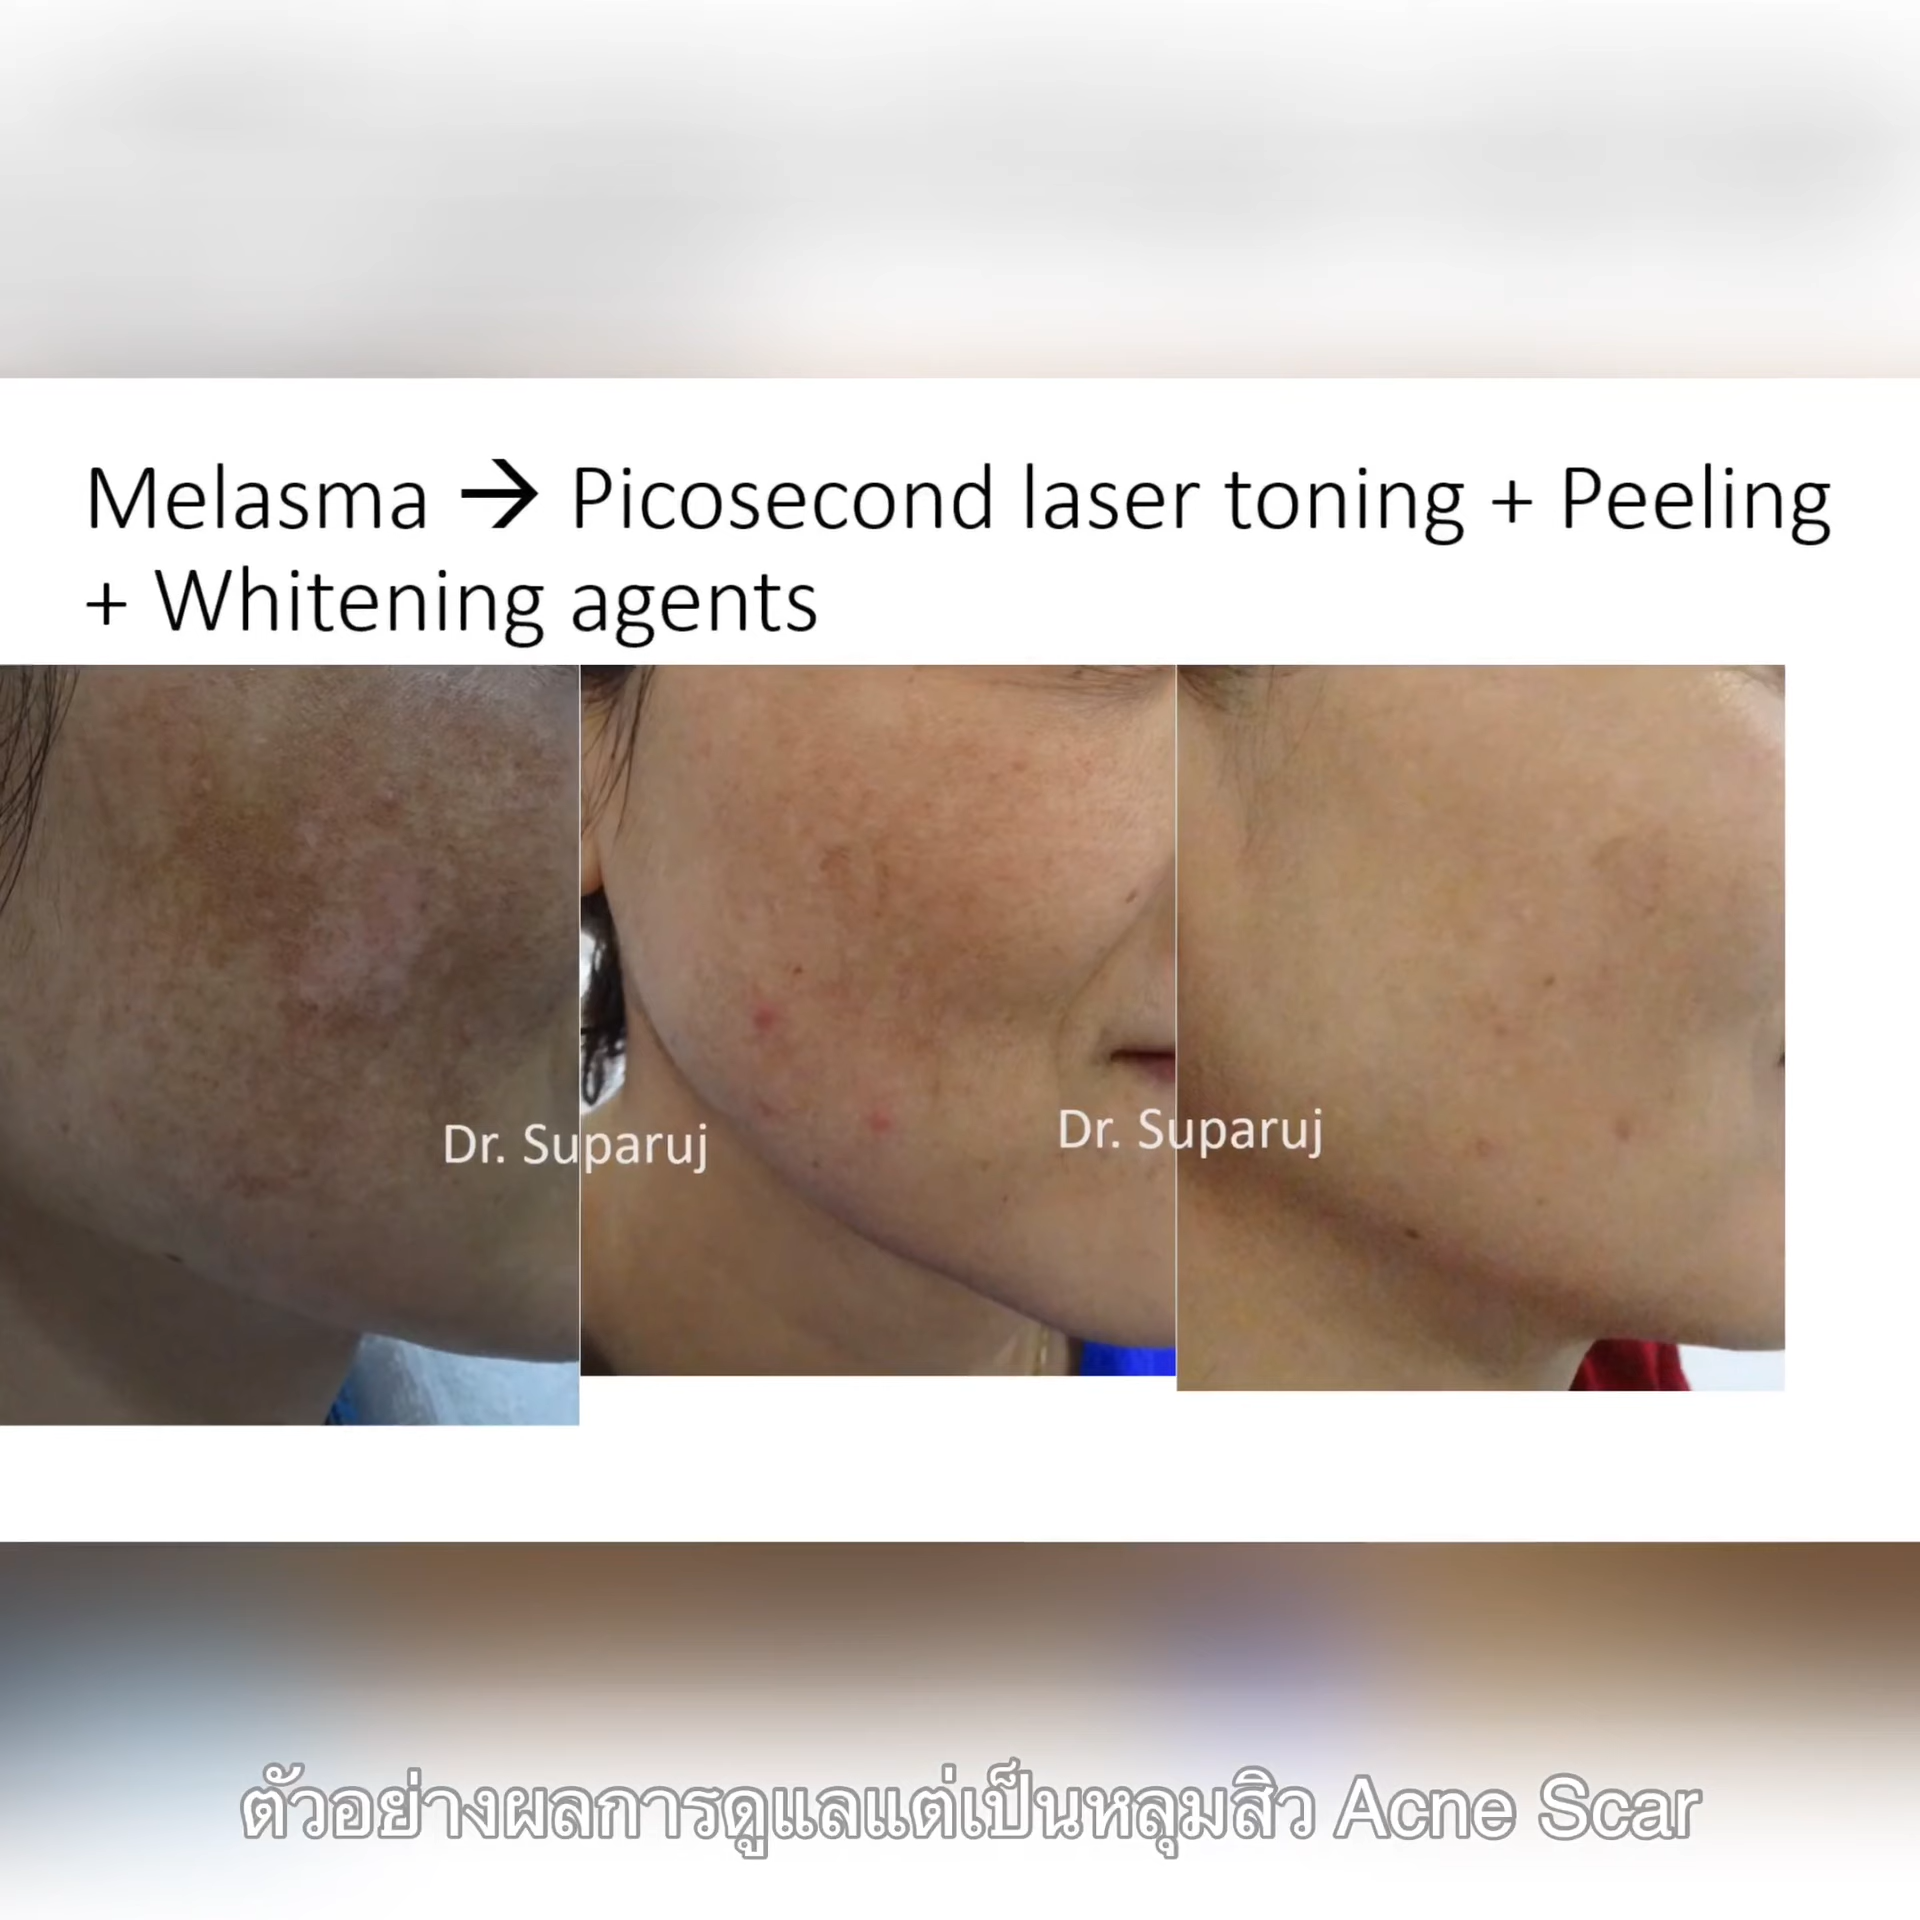 Melasma → Picosecond laser toning + Peeling
+ Whitening agents
Dr. Suparuj
Dr. Suparuj
ตัวอย่างผลการดูแลแต่เป็นหลุมสิว Acne Scar